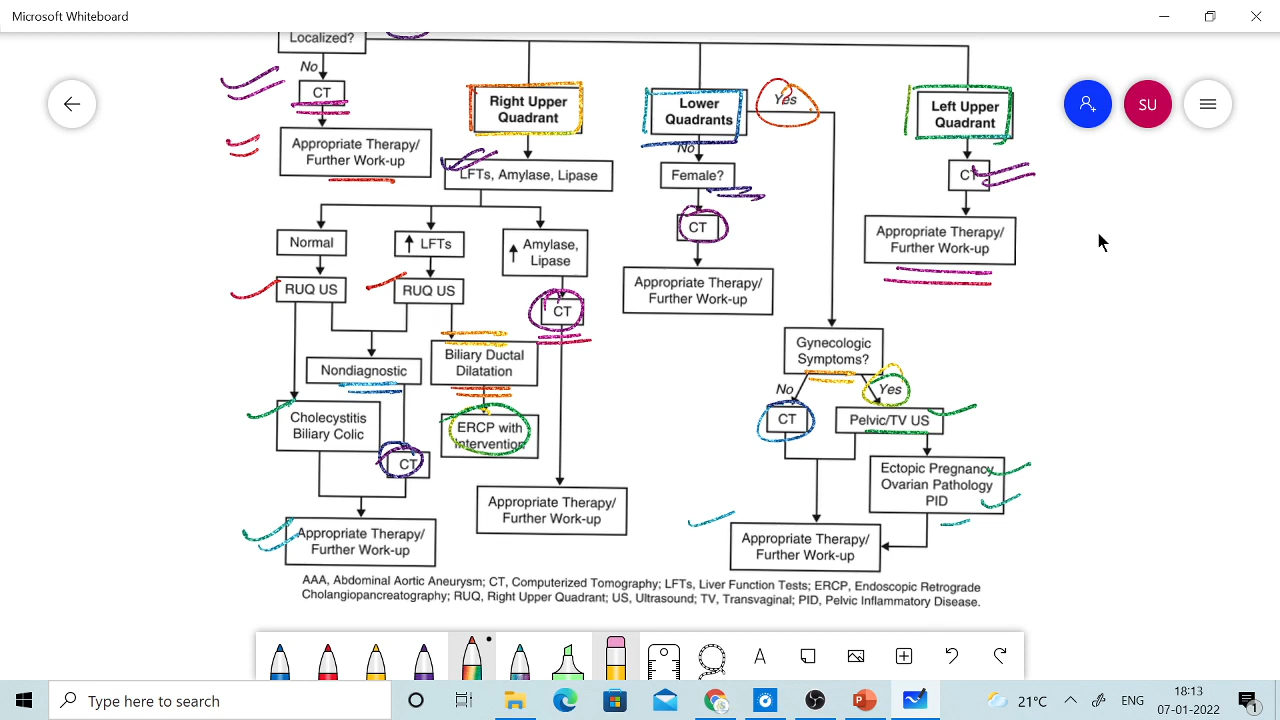 Microsoft Whiteboard
Localized?
No
CT
Appropriate Therapy/
Further Work-up
Right Upper
Quadrant
LFTs, Amylase, Lipase
Normal
↑ LFTs
↑ Amylase,
Lipase
RUQ US
RUQ US
CT
Nondiagnostic
Biliary Ductal
Dilatation
Cholecystitis
Biliary Colic
CT
ERCP with
Intervention
Appropriate Therapy/
Further Work-up
Appropriate Therapy/
Further Work-up
Lower
Quadrants
Yes
No
Female?
CT
Appropriate Therapy/
Further Work-up
Gynecologic
Symptoms?
No
Yes
CT
Pelvic/TV US
Ectopic Pregnancy
Ovarian Pathology
PID
Appropriate Therapy/
Further Work-up
Left Upper
Quadrant
CT
Appropriate Therapy/
Further Work-up
SU
AAA, Abdominal Aortic Aneurysm; CT, Computerized Tomography; LFTs, Liver Function Tests; ERCP, Endoscopic Retrograde
Cholangiopancreatography; RUQ, Right Upper Quadrant; US, Ultrasound; TV, Transvaginal; PID, Pelvic Inflammatory Disease.
A
Type here to search
21°C
ENG
18:13
07-01-2022
1